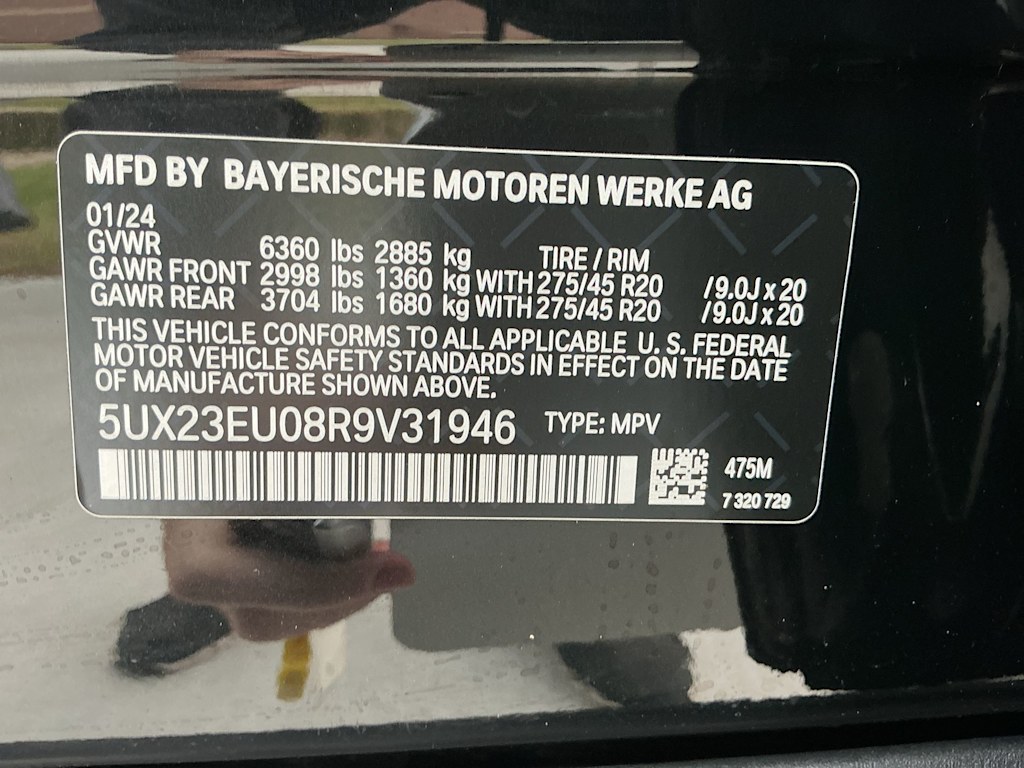 MFD BY BAYERISCHE MOTOREN WERKE AG
01/24
GVWR 6360 lbs 2885 kg TIRE / RIM
GAWR FRONT 2998 lbs 1360 kg WITH 275/45 R20 /9.0J x 20
GAWR REAR 3704 lbs 1680 kg WITH 275/45 R20 /9.0J x 20
THIS VEHICLE CONFORMS TO ALL APPLICABLE U. S. FEDERAL
MOTOR VEHICLE SAFETY STANDARDS IN EFFECT ON THE DATE
OF MANUFACTURE SHOWN ABOVE.
5UX23EU08R9V31946 TYPE: MPV
475M
7 320 729